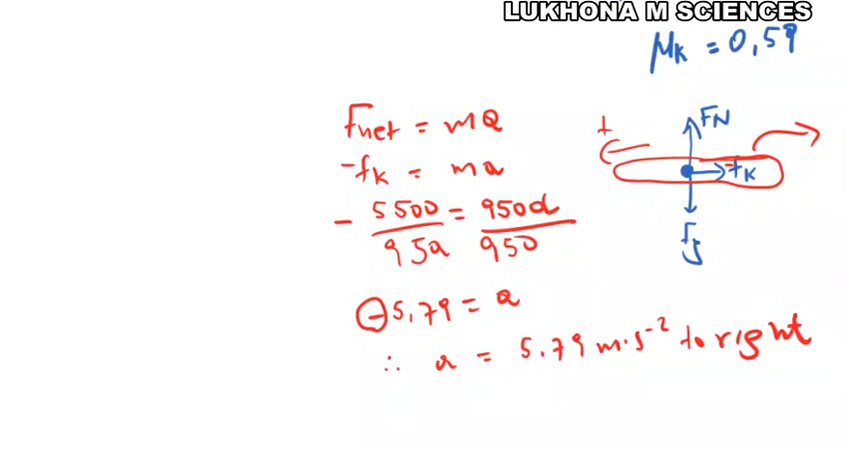 LUKHONA M SCIENCES
μk = 0,59
Fnet = ma
-fk = ma
- 5500/950 = 950a/950
-5,79 = a
∴ a = 5,79 m·s⁻² to right
+
FN
fk
Fg